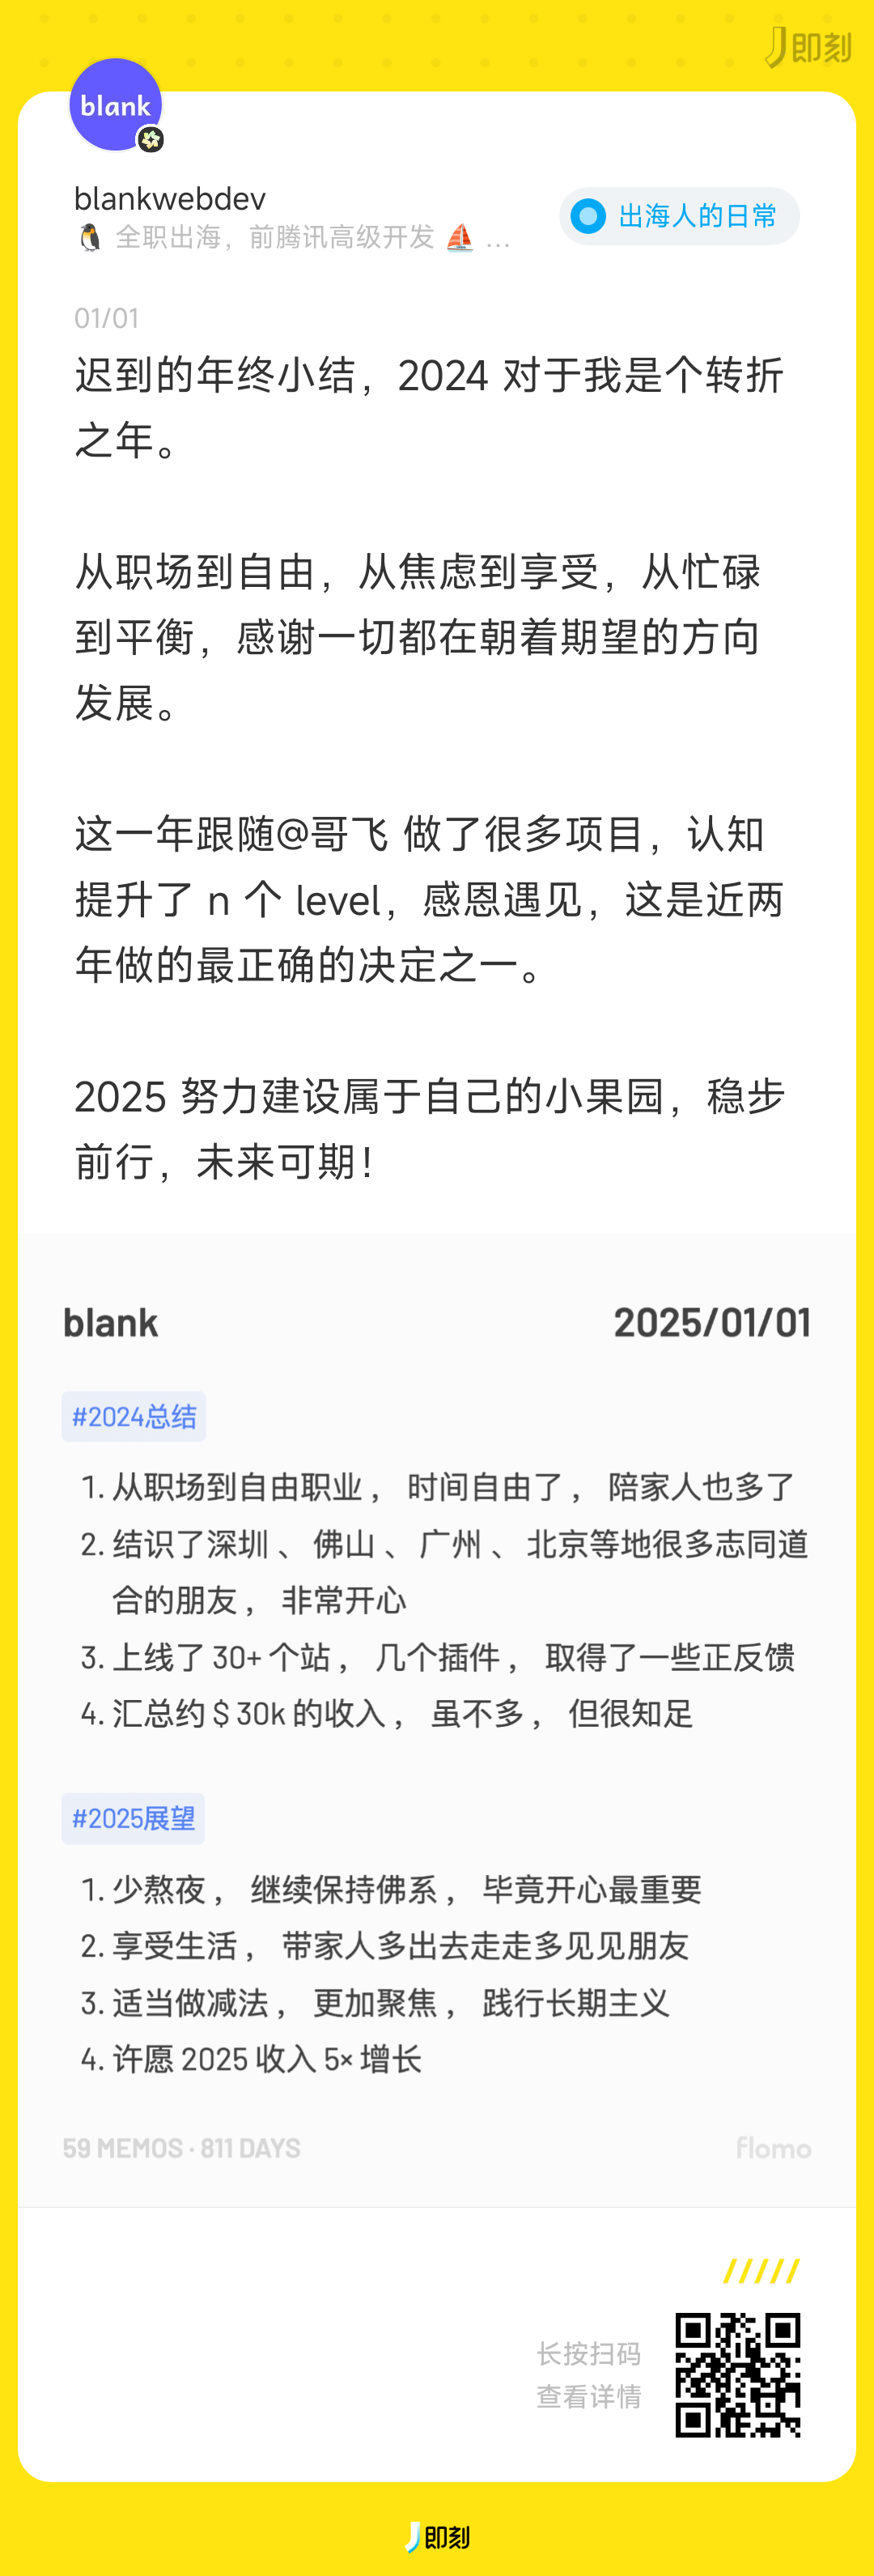 即刻
blank
blankwebdev
出海人的日常
🐧 全职出海，前腾讯高级开发 ⛵ ...
01/01
迟到的年终小结，2024 对于我是个转折
之年。
从职场到自由，从焦虑到享受，从忙碌
到平衡，感谢一切都在朝着期望的方向
发展。
这一年跟随@哥飞 做了很多项目，认知
提升了 n 个 level，感恩遇见，这是近两
年做的最正确的决定之一。
2025 努力建设属于自己的小果园，稳步
前行，未来可期！
blank 2025/01/01
#2024总结
1. 从职场到自由职业， 时间自由了， 陪家人也多了
2. 结识了深圳 、 佛山 、 广州 、 北京等地很多志同道
合的朋友， 非常开心
3. 上线了 30+ 个站， 几个插件， 取得了一些正反馈
4. 汇总约 $ 30k 的收入， 虽不多， 但很知足
#2025展望
1. 少熬夜， 继续保持佛系， 毕竟开心最重要
2. 享受生活， 带家人多出去走走多见见朋友
3. 适当做减法， 更加聚焦， 践行长期主义
4. 许愿 2025 收入 5× 增长
59 MEMOS · 811 DAYS flomo
/////
长按扫码
查看详情
即刻